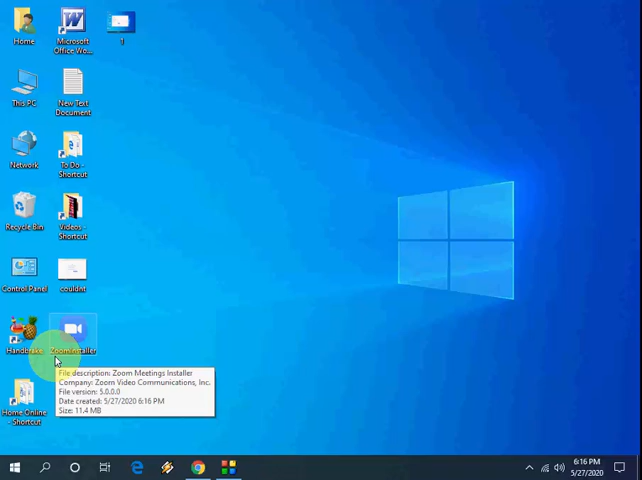 Home
Microsoft
Office Wo...
1
This PC
New Text
Document
Network
To Do -
Shortcut
Recycle Bin
Videos -
Shortcut
Control Panel
couldnt
Handbrake
ZoomInstaller
File description: Zoom Meetings Installer
Company: Zoom Video Communications, Inc.
File version: 5.0.0.0
Date created: 5/27/2020 6:16 PM
Size: 11.4 MB
Home Online
- Shortcut
6:16 PM
5/27/2020